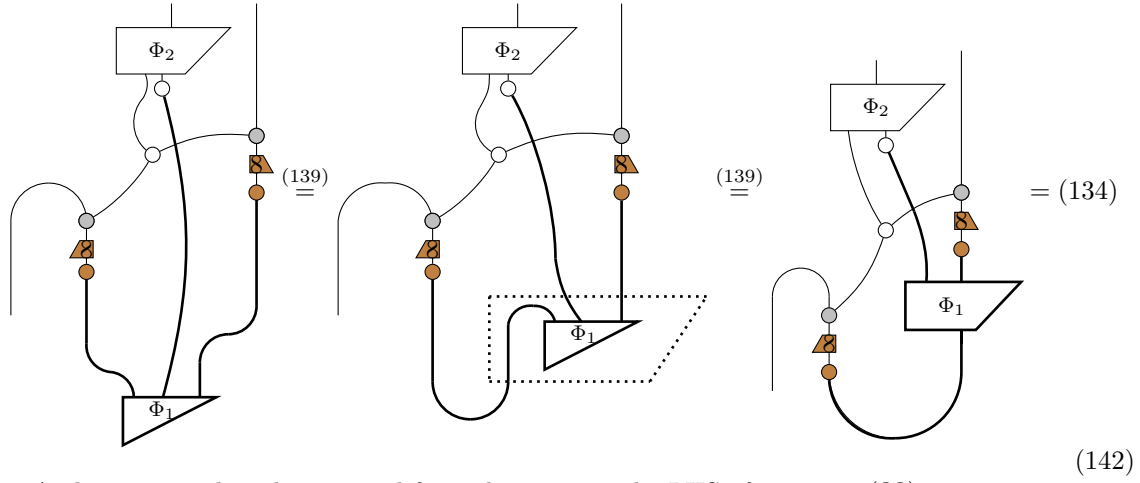 Φ₂
Φ₂
Φ₂
∞
∞
(139)
=
(139)
=
∞
= (134)
∞
∞
Φ₁
Φ₁
∞
Φ₁
(142)